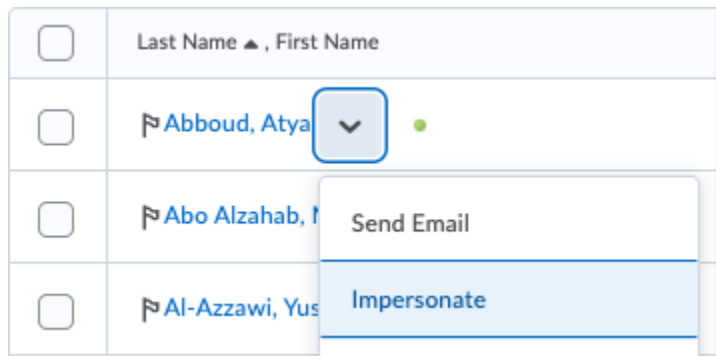 Last Name ▲ , First Name
Abboud, Atya
Abo Alzahab,
Send Email
Impersonate
Al-Azzawi, Yus